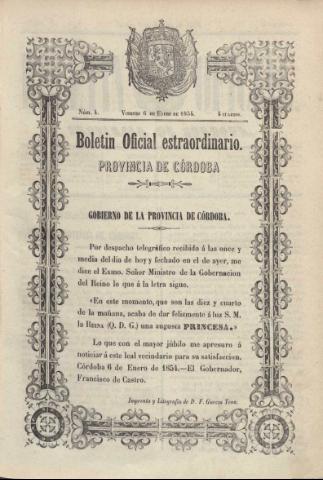 Núm. 4. Viernes 6 de Enero de 1854. 4 cuartos.
Boletin Oficial estraordinario.
PROVINCIA DE CÓRDOBA
GOBIERNO DE LA PROVINCIA DE CÓRDOBA.
Por despacho telegráfico recibido á las once y
media del dia de hoy y fechado en el de ayer, me
dice el Exmo. Señor Ministro de la Gobernacion
del Reino lo que á la letra sigue.
«En este momento, que son las diez y cuarto
de la mañana, acaba de dar felizmente á luz S. M.
la Reina (Q. D. G.) una augusta PRINCESA.»
Lo que con el mayor júbilo me apresuro á
noticiar á este leal vecindario para su satisfaccion.
Córdoba 6 de Enero de 1854.—El Gobernador,
Francisco de Castro.
Imprenta y Litografía de D. F. García Tena.